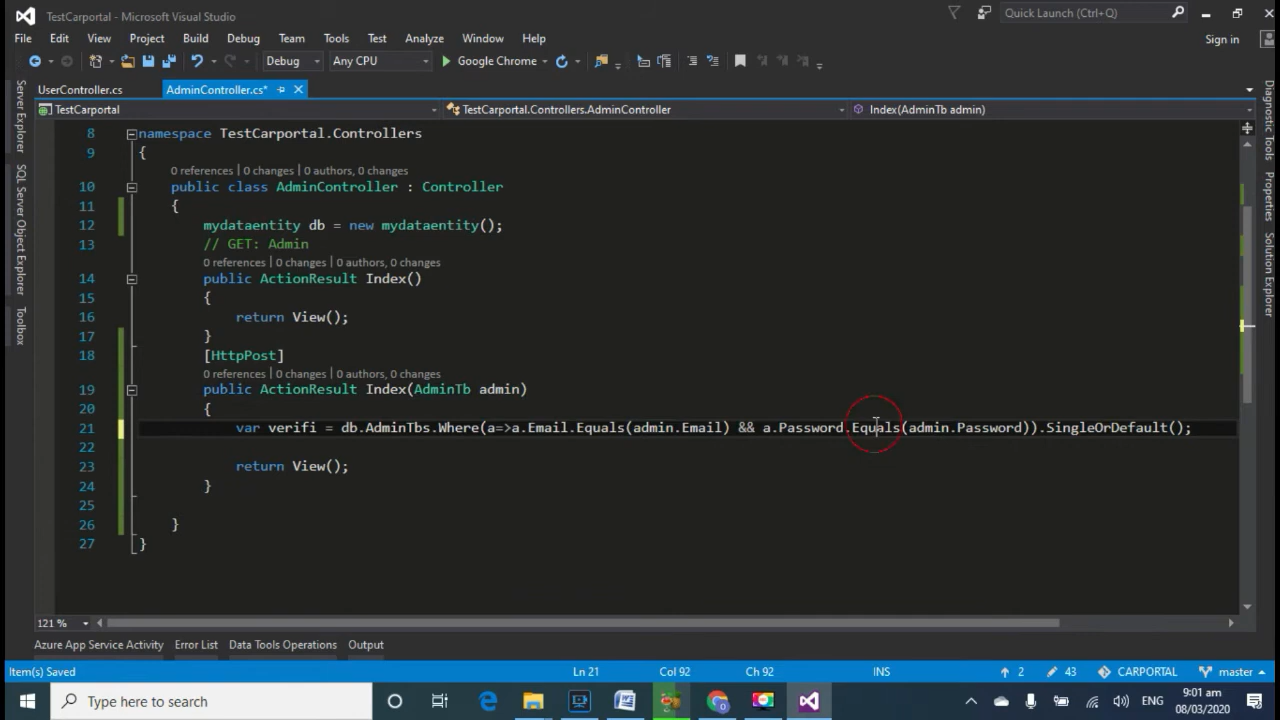 TestCarportal - Microsoft Visual Studio
Quick Launch (Ctrl+Q)
File Edit View Project Build Debug Team Tools Test Analyze Window Help
Sign in
Debug Any CPU Google Chrome
UserController.cs AdminController.cs*
TestCarportal TestCarportal.Controllers.AdminController Index(AdminTb admin)
Server Explorer
SQL Server Object Explorer
Toolbox
8 namespace TestCarportal.Controllers
9 {
0 references | 0 changes | 0 authors, 0 changes
10 public class AdminController : Controller
11 {
12 mydataentity db = new mydataentity();
13 // GET: Admin
0 references | 0 changes | 0 authors, 0 changes
14 public ActionResult Index()
15 {
16 return View();
17 }
18 [HttpPost]
0 references | 0 changes | 0 authors, 0 changes
19 public ActionResult Index(AdminTb admin)
20 {
21 var verifi = db.AdminTbs.Where(a=>a.Email.Equals(admin.Email) && a.Password.Equals(admin.Password)).SingleOrDefault();
22
23 return View();
24 }
25
26 }
27 }
Diagnostic Tools
Properties
Solution Explorer
121 %
Azure App Service Activity Error List Data Tools Operations Output
Item(s) Saved Ln 21 Col 92 Ch 92 INS 2 43 CARPORTAL master
Type here to search
ENG
9:01 am
08/03/2020